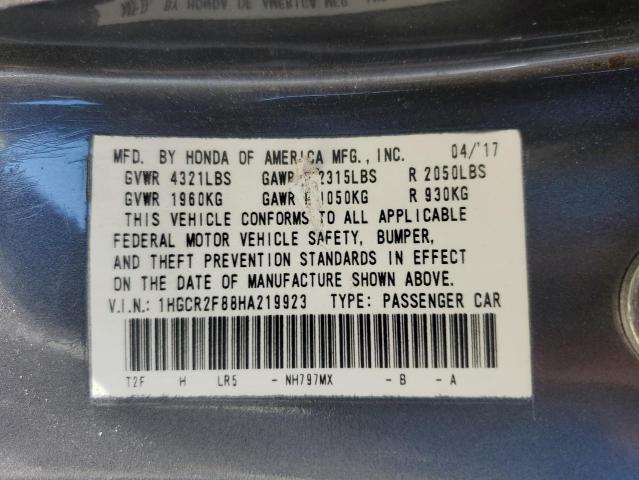 MFD. BY HONDA OF AMERICA MFG., INC. 04/'17
GVWR 4321LBS GAWR 2315LBS R 2050LBS
GVWR 1960KG GAWR 1050KG R 930KG
THIS VEHICLE CONFORMS TO ALL APPLICABLE
FEDERAL MOTOR VEHICLE SAFETY, BUMPER,
AND THEFT PREVENTION STANDARDS IN EFFECT
ON THE DATE OF MANUFACTURE SHOWN ABOVE.
V.I.N.: 1HGCR2F88HA219923 TYPE: PASSENGER CAR
T2F H LR5 - NH797MX - B - A